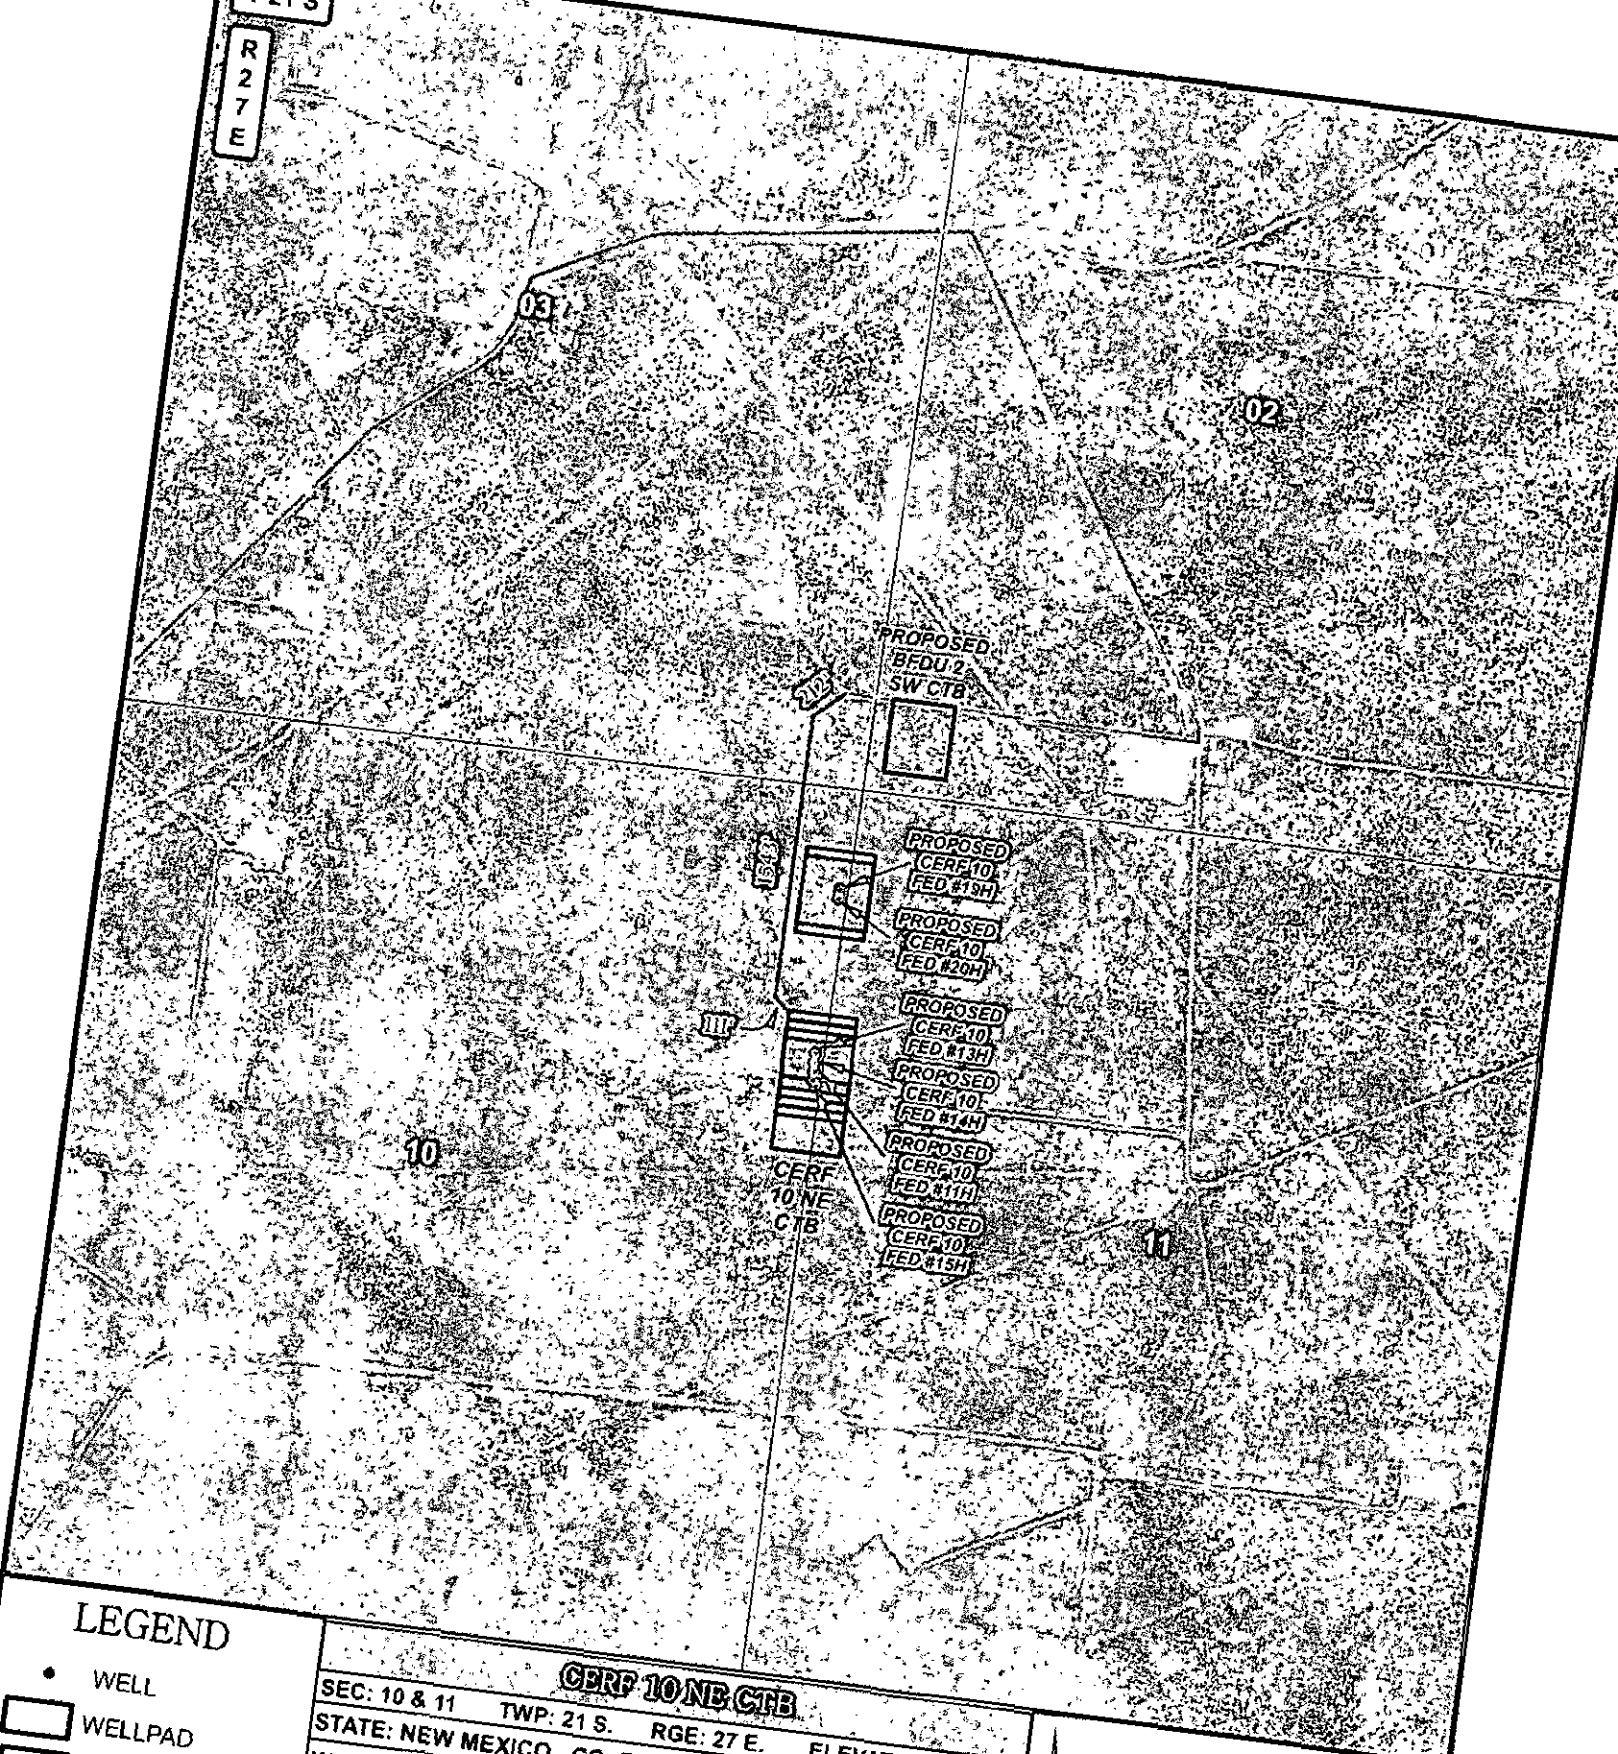 21 S
R
2
7
E
03
02
PROPOSED
BFDU 2
SW CTB
212'
1543'
PROPOSED
CERF 10
FED #19H
PROPOSED
CERF 10
FED #20H
111'
PROPOSED
CERF 10
FED #13H
PROPOSED
CERF 10
FED #14H
PROPOSED
CERF 10
FED #11H
PROPOSED
CERF 10
FED #15H
10
CERF
10 NE
CTB
11
LEGEND
WELL
WELLPAD
CERF 10 NE CTB
SEC: 10 & 11 TWP: 21 S. RGE: 27 E.
STATE: NEW MEXICO